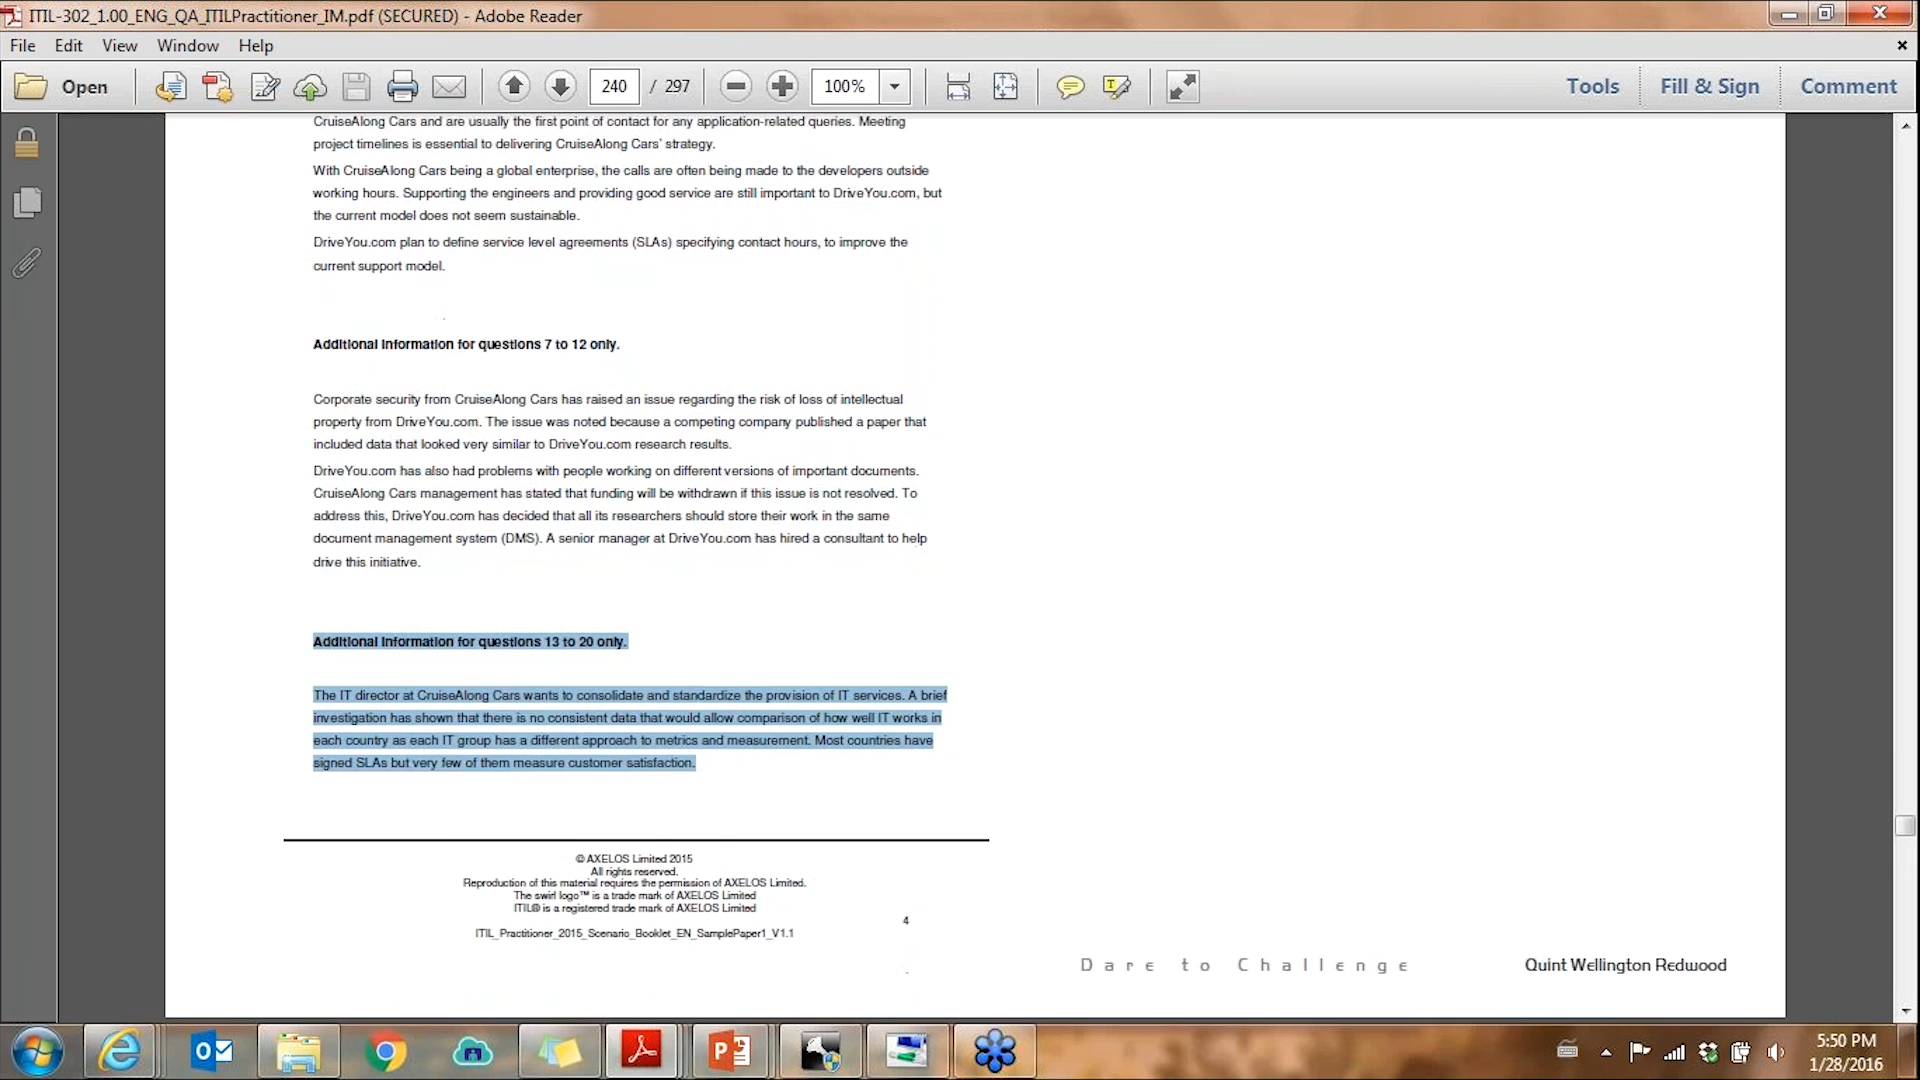 ITIL-302_1.00_ENG_QA_ITILPractitioner_IM.pdf (SECURED) - Adobe Reader
File Edit View Window Help
Open 240 / 297 100% Tools Fill & Sign Comment
CruiseAlong Cars and are usually the first point of contact for any application-related queries. Meeting
project timelines is essential to delivering CruiseAlong Cars' strategy.
With CruiseAlong Cars being a global enterprise, the calls are often being made to the developers outside
working hours. Supporting the engineers and providing good service are still important to DriveYou.com, but
the current model does not seem sustainable.
DriveYou.com plan to define service level agreements (SLAs) specifying contact hours, to improve the
current support model.
Additional information for questions 7 to 12 only.
Corporate security from CruiseAlong Cars has raised an issue regarding the risk of loss of intellectual
property from DriveYou.com. The issue was noted because a competing company published a paper that
included data that looked very similar to DriveYou.com research results.
DriveYou.com has also had problems with people working on different versions of important documents.
CruiseAlong Cars management has stated that funding will be withdrawn if this issue is not resolved. To
address this, DriveYou.com has decided that all its researchers should store their work in the same
document management system (DMS). A senior manager at DriveYou.com has hired a consultant to help
drive this initiative.
Additional information for questions 13 to 20 only.
The IT director at CruiseAlong Cars wants to consolidate and standardize the provision of IT services. A brief
investigation has shown that there is no consistent data that would allow comparison of how well IT works in
each country as each IT group has a different approach to metrics and measurement. Most countries have
signed SLAs but very few of them measure customer satisfaction.
© AXELOS Limited 2015
All rights reserved.
Reproduction of this material requires the permission of AXELOS Limited.
The swirl logo™ is a trade mark of AXELOS Limited
ITIL® is a registered trade mark of AXELOS Limited
4
ITIL_Practitioner_2015_Scenario_Booklet_EN_SamplePaper1_V1.1
Dare to Challenge
Quint Wellington Redwood
5:50 PM
1/28/2016